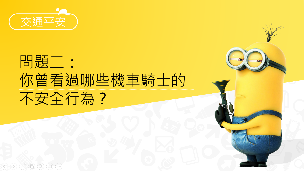 交通平安
問題二：
你曾看過哪些機車騎士的
不安全行為？